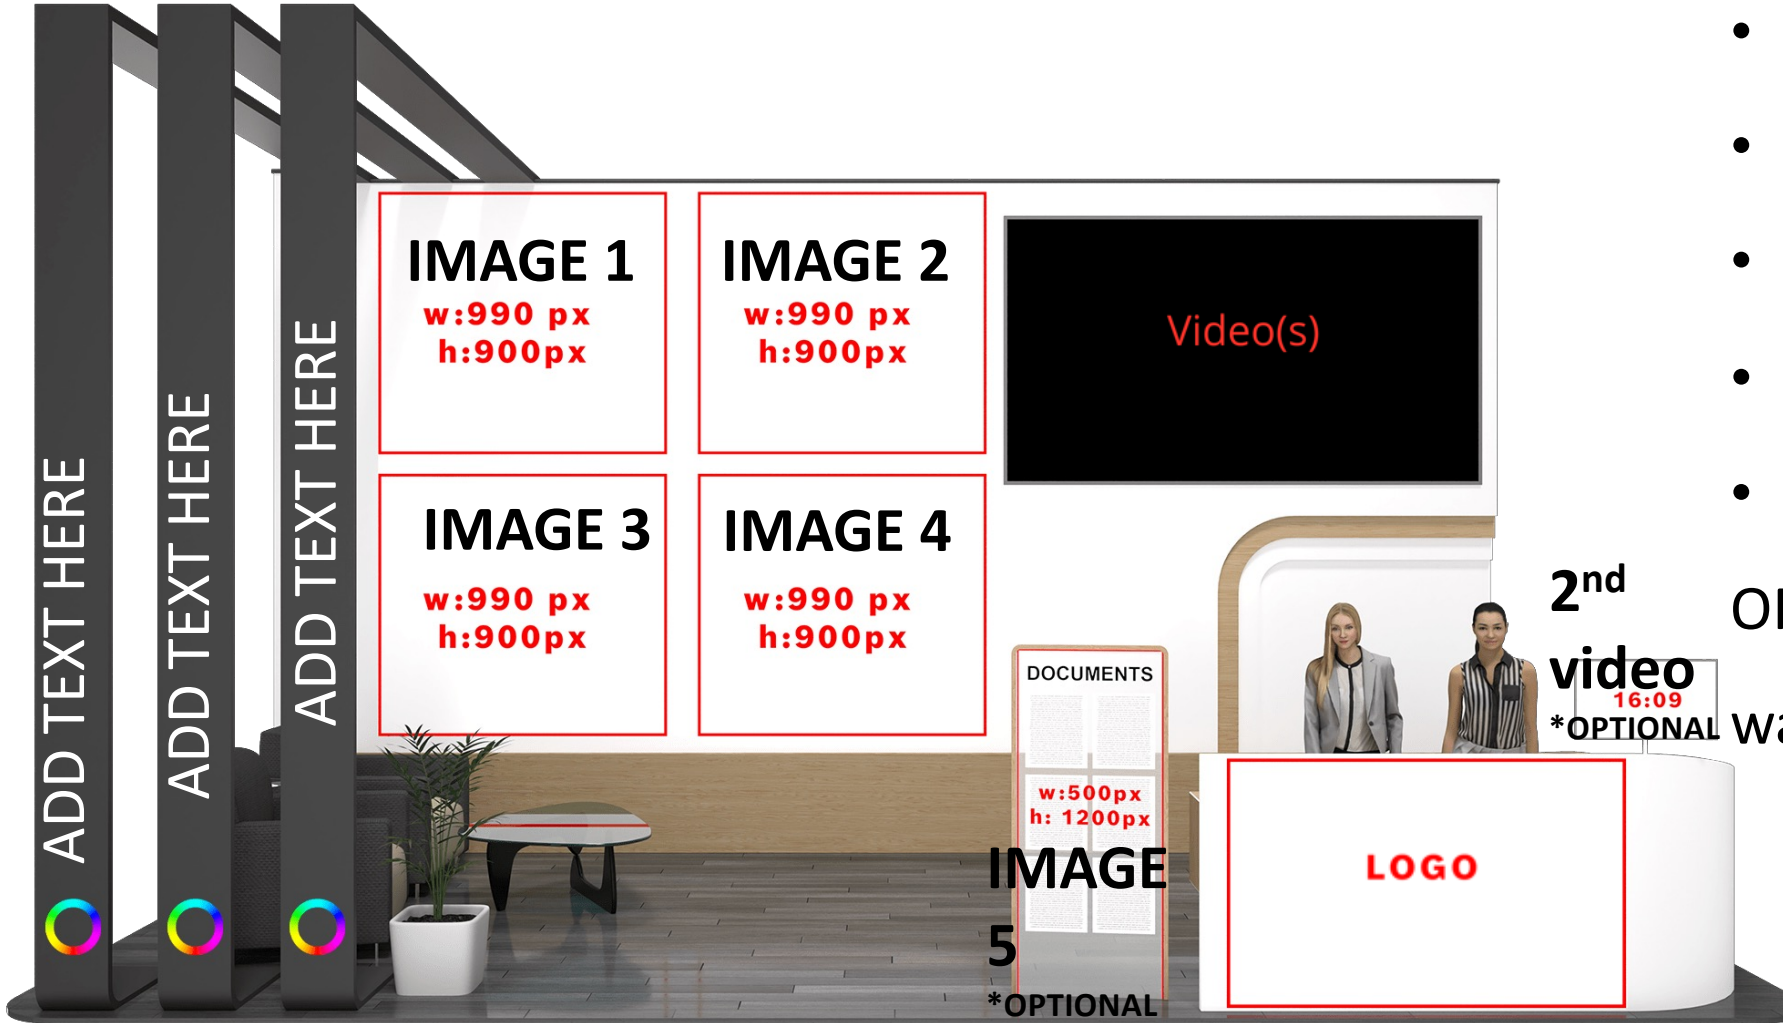 ADD TEXT HERE
ADD TEXT HERE
ADD TEXT HERE
IMAGE 1
w:990 px
h:900px
IMAGE 2
w:990 px
h:900px
Video(s)
IMAGE 3
w:990 px
h:900px
IMAGE 4
w:990 px
h:900px
DOCUMENTS
w:500px
h: 1200px
IMAGE
5
*OPTIONAL
2nd
video
16:09
*OPTIONAL
LOGO